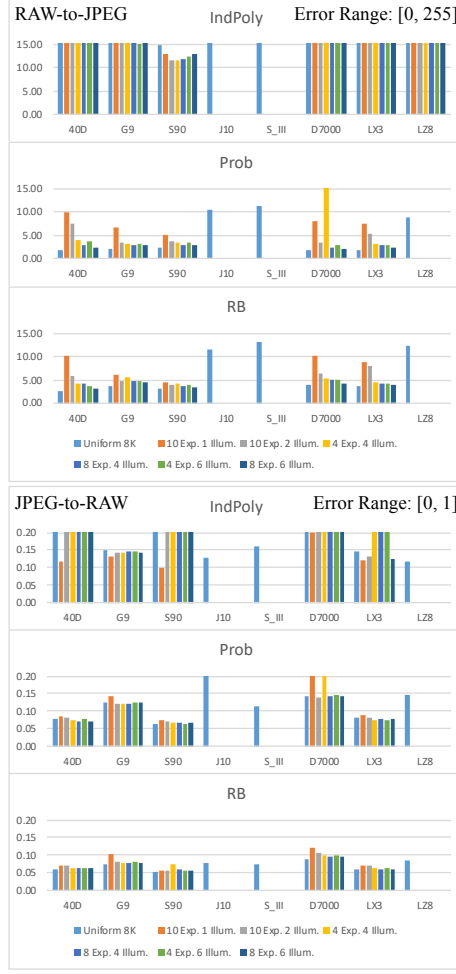 RAW-to-JPEG IndPoly Error Range: [0, 255]
15.00
10.00
5.00
0.00
40D G9 S90 J10 S_III D7000 LX3 LZ8
Prob
15.00
10.00
5.00
0.00
40D G9 S90 J10 S_III D7000 LX3 LZ8
RB
15.00
10.00
5.00
0.00
40D G9 S90 J10 S_III D7000 LX3 LZ8
Uniform 8K 10 Exp. 1 Illum. 10 Exp. 2 Illum. 4 Exp. 4 Illum.
8 Exp. 4 Illum. 4 Exp. 6 Illum. 8 Exp. 6 Illum.
JPEG-to-RAW IndPoly Error Range: [0, 1]
0.20
0.15
0.10
0.05
0.00
40D G9 S90 J10 S_III D7000 LX3 LZ8
Prob
0.20
0.15
0.10
0.05
0.00
40D G9 S90 J10 S_III D7000 LX3 LZ8
RB
0.20
0.15
0.10
0.05
0.00
40D G9 S90 J10 S_III D7000 LX3 LZ8
Uniform 8K 10 Exp. 1 Illum. 10 Exp. 2 Illum. 4 Exp. 4 Illum.
8 Exp. 4 Illum. 4 Exp. 6 Illum. 8 Exp. 6 Illum.